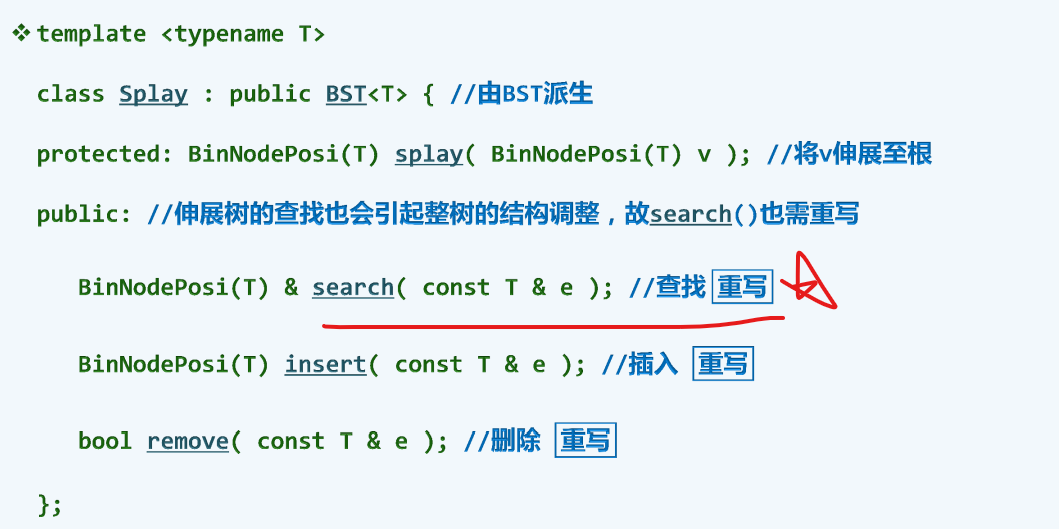 ❖ template <typename T>
class Splay : public BST<T> { //由BST派生
protected: BinNodePosi(T) splay( BinNodePosi(T) v ); //将v伸展至根
public: //伸展树的查找也会引起整树的结构调整，故search()也需重写
BinNodePosi(T) & search( const T & e ); //查找 重写
BinNodePosi(T) insert( const T & e ); //插入 重写
bool remove( const T & e ); //删除 重写
};